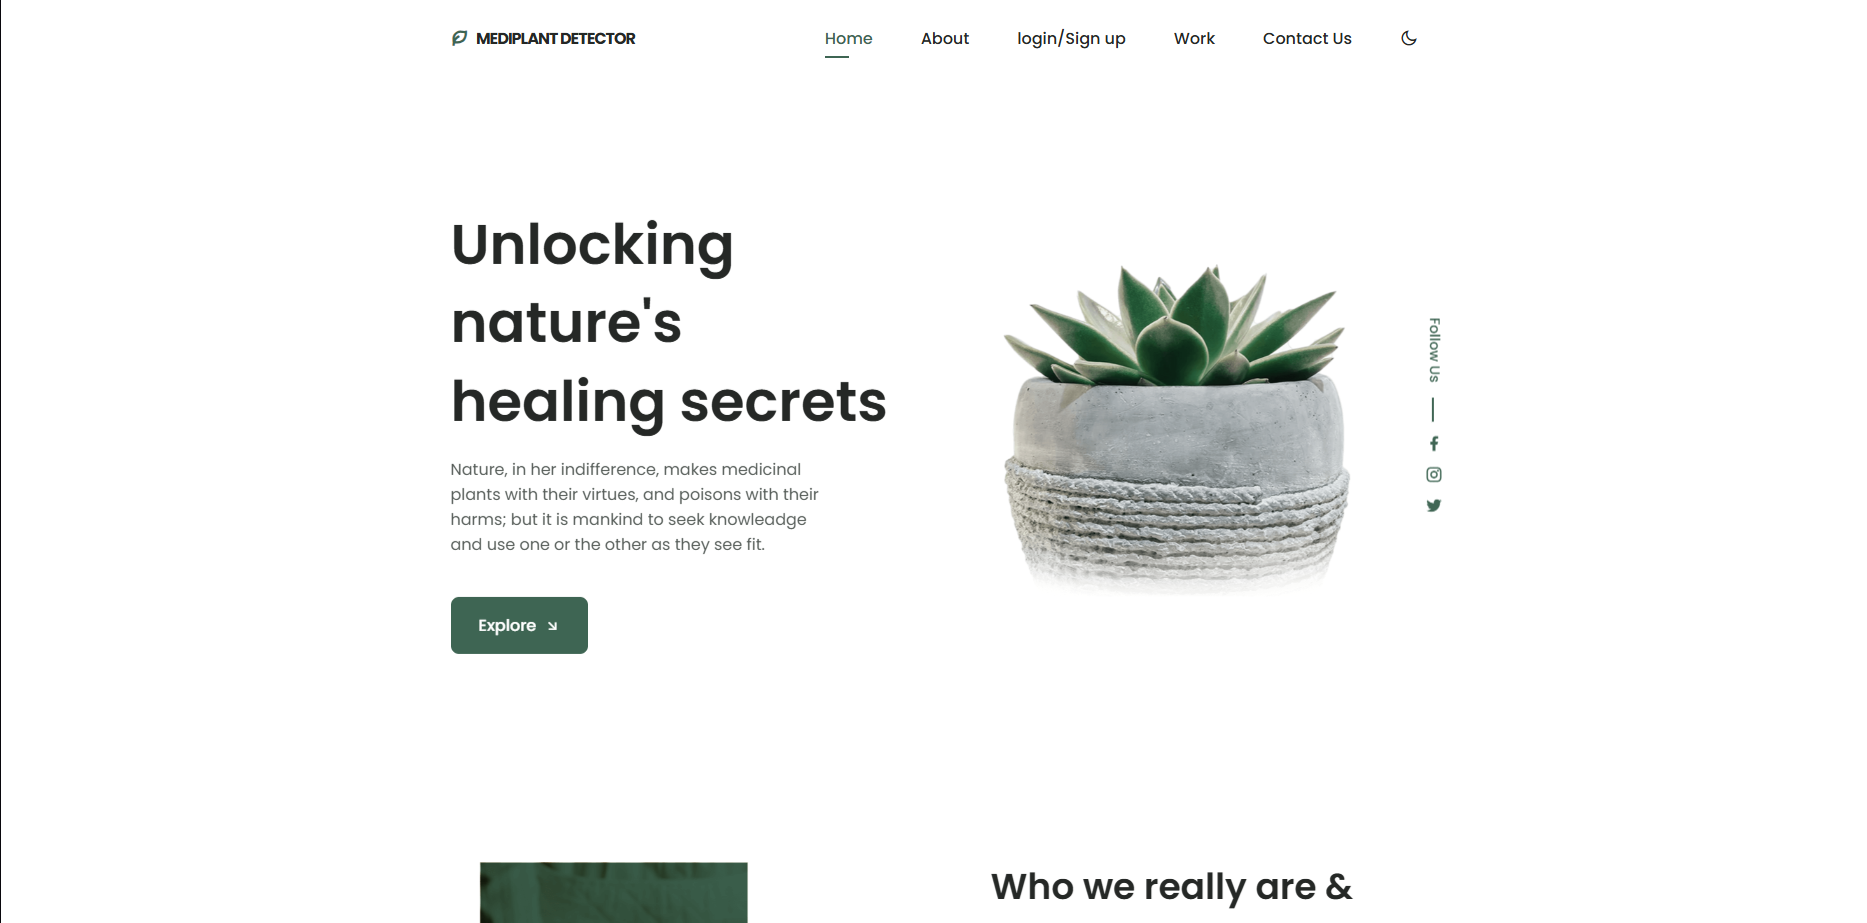 MEDIPLANT DETECTOR
Home
About
login/Sign up
Work
Contact Us
Unlocking
nature's
healing secrets
Nature, in her indifference, makes medicinal
plants with their virtues, and poisons with their
harms; but it is mankind to seek knowleadge
and use one or the other as they see fit.
Explore
Follow Us
Who we really are &